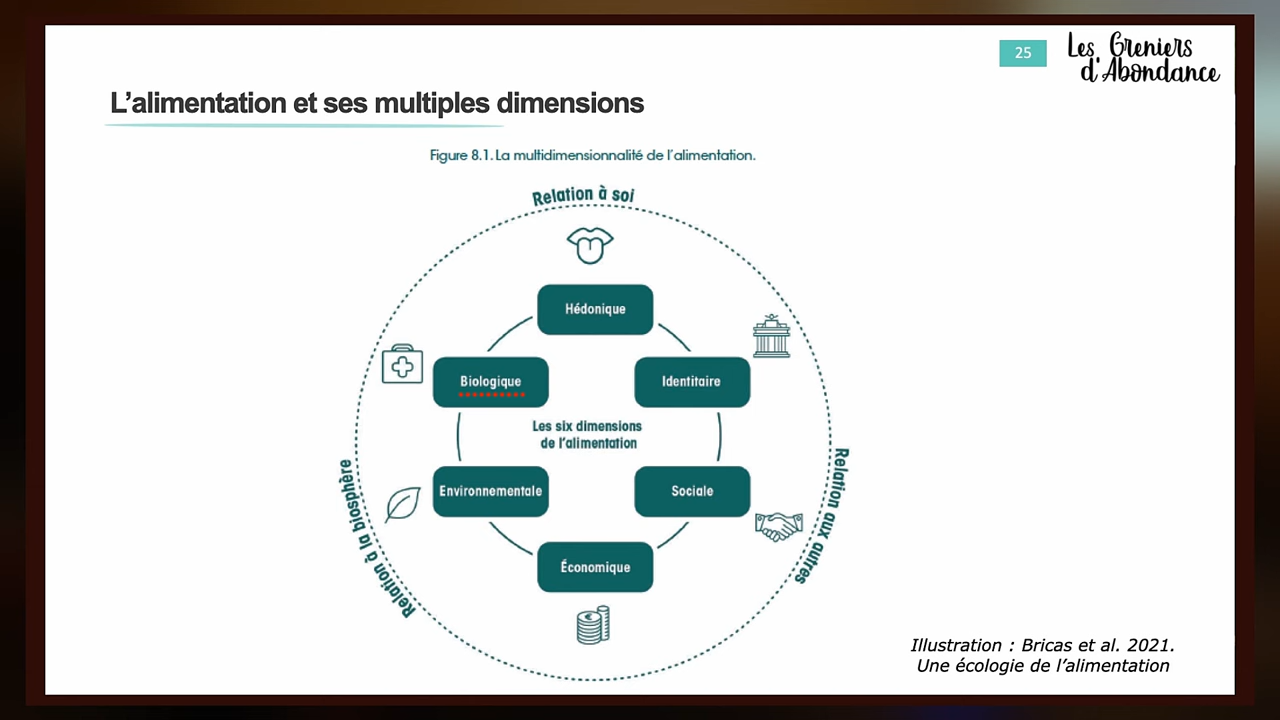 25
Les Greniers
d'Abondance
L'alimentation et ses multiples dimensions
Figure 8.1. La multidimensionnalité de l'alimentation.
Relation à soi
Hédonique
Biologique
Identitaire
Les six dimensions
de l'alimentation
Environnementale
Sociale
Économique
Relation à la biosphère
Relation aux autres
Illustration : Bricas et al. 2021.
Une écologie de l'alimentation